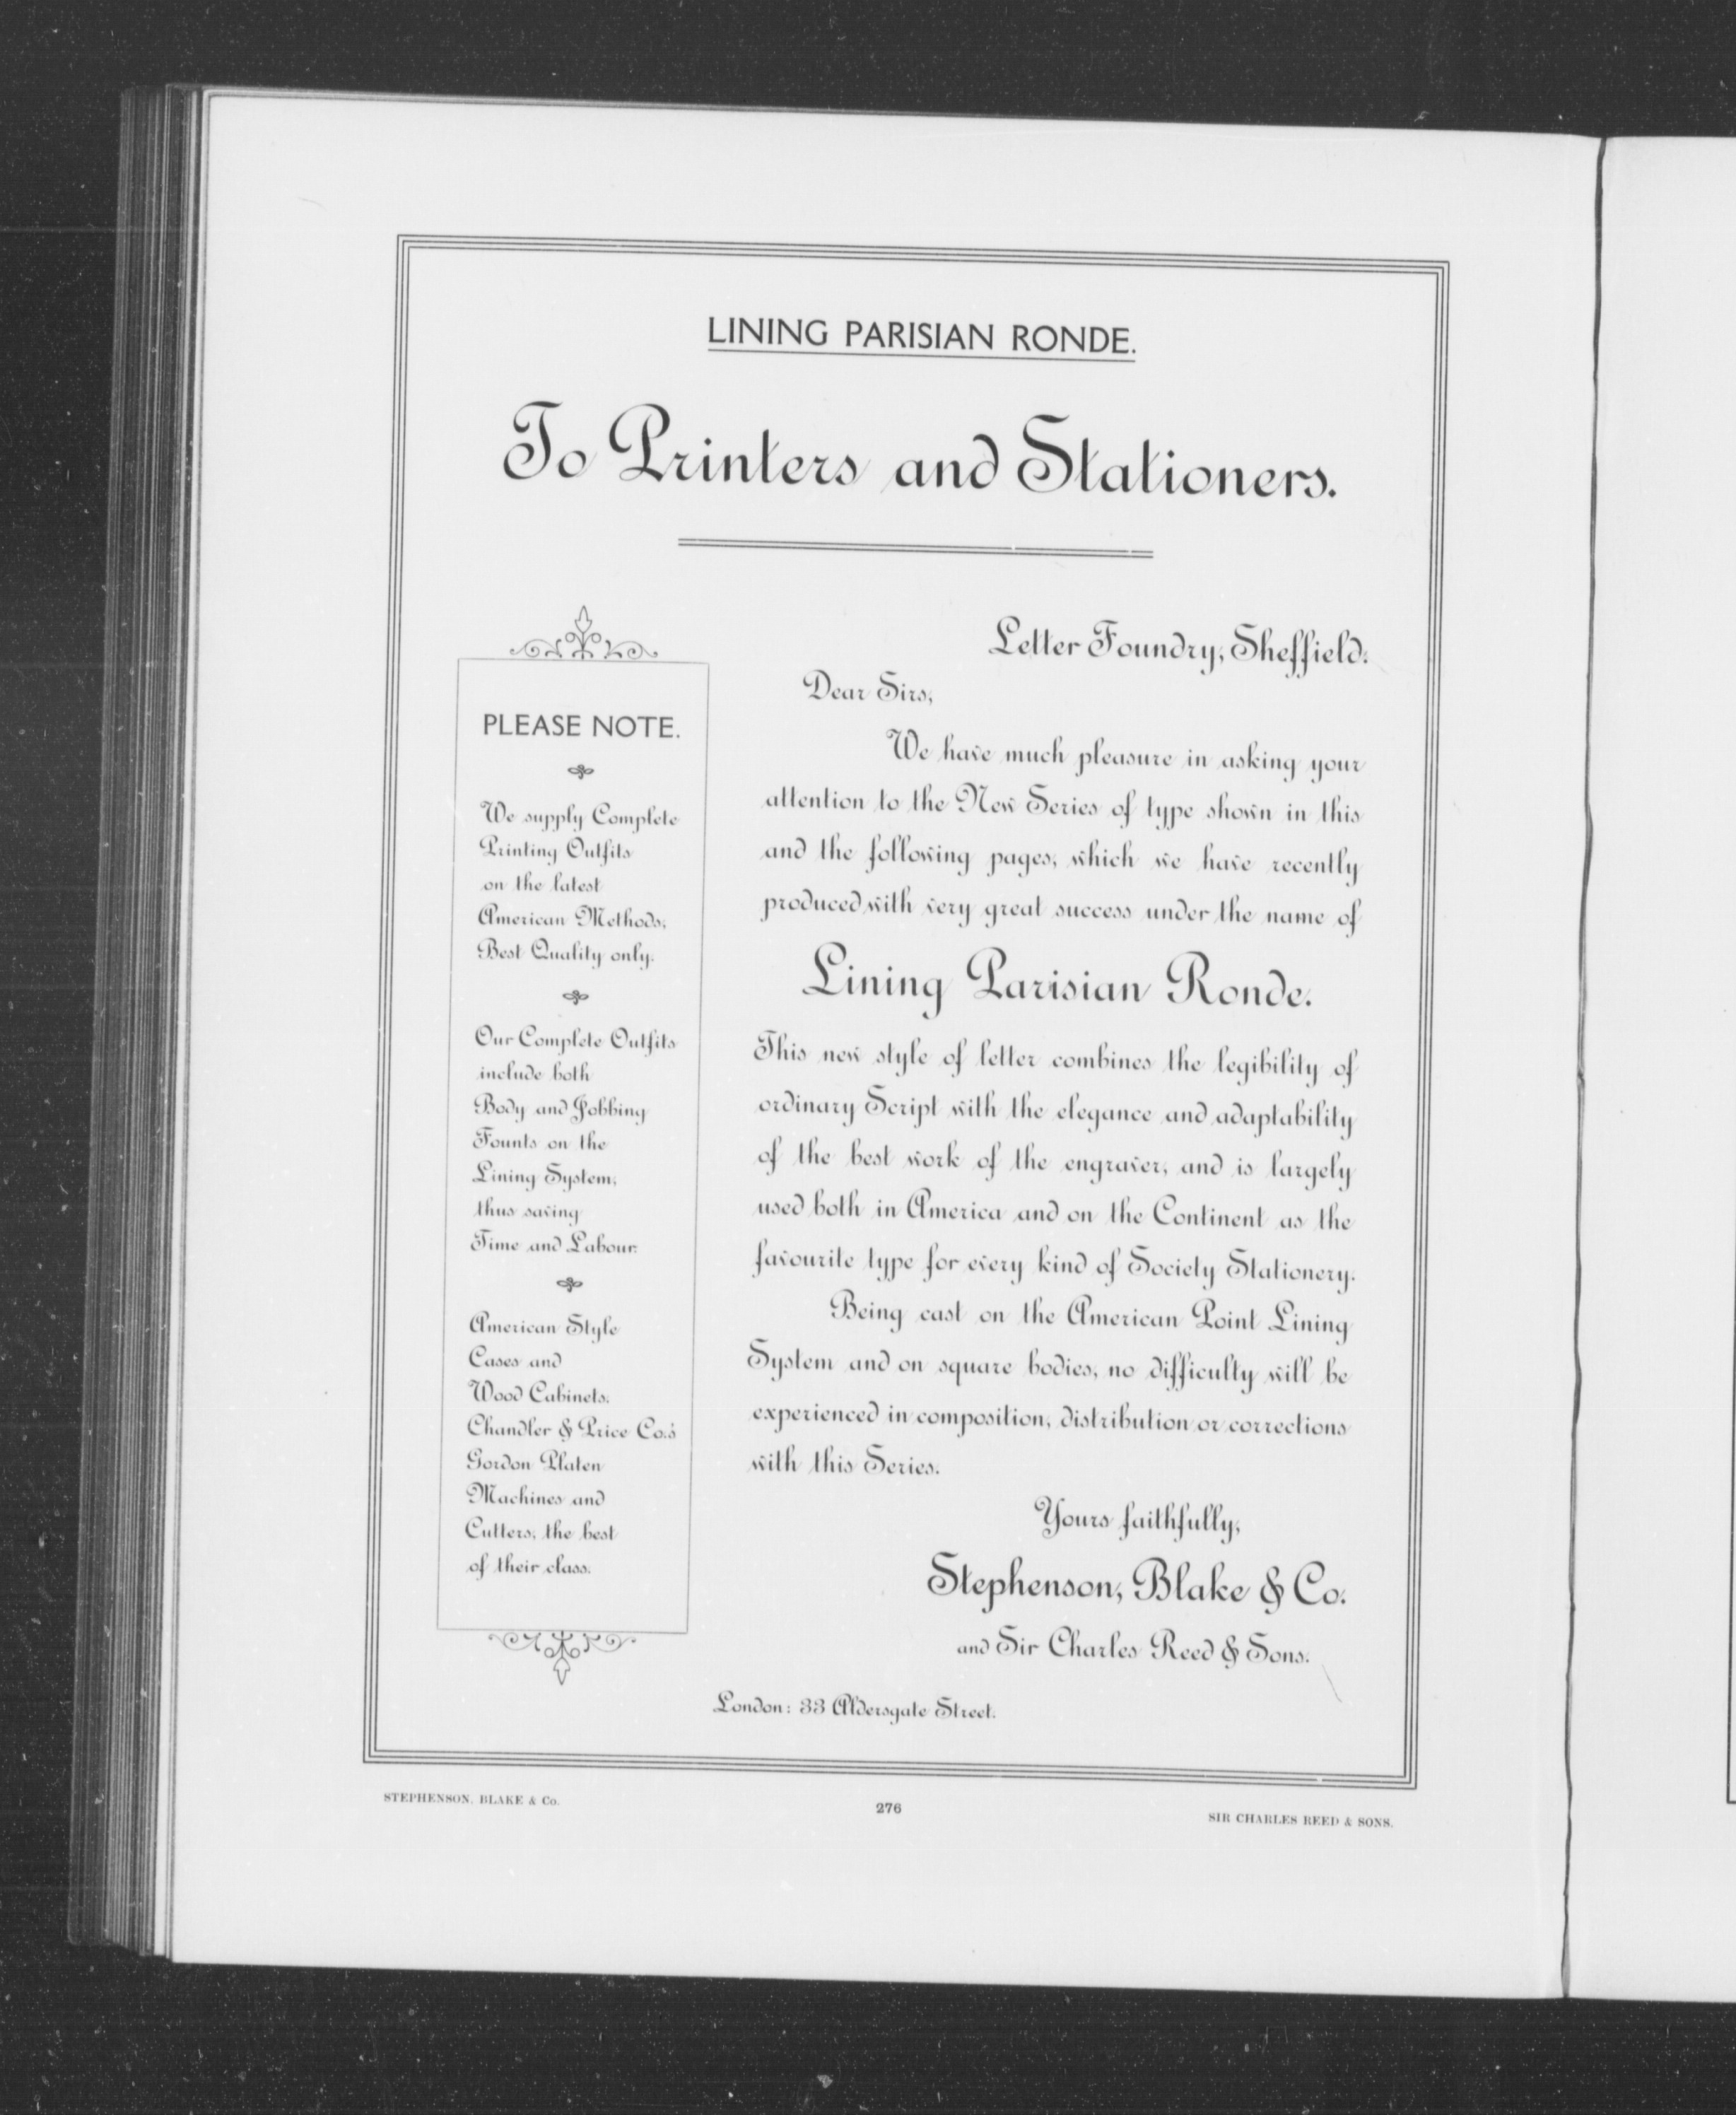 LINING PARISIAN RONDE.
To Printers and Stationers.
PLEASE NOTE.
We supply Complete
Printing Outfits
on the latest
American Methods,
Best Quality only.
Our Complete Outfits
include both
Body and Jobbing
Founts on the
Lining System,
thus saving
Time and Labour.
American Style
Cases and
Wood Cabinets.
Chandler & Price Co.'s
Gordon Platen
Machines and
Cutters, the best
of their class.
Letter Foundry, Sheffield.
Dear Sirs,
We have much pleasure in asking your
attention to the New Series of type shown in this
and the following pages, which we have recently
produced with very great success under the name of
Lining Parisian Ronde.
This new style of letter combines the legibility of
ordinary Script with the elegance and adaptability
of the best work of the engraver, and is largely
used both in America and on the Continent as the
favourite type for every kind of Society Stationery.
Being cast on the American Point Lining
System and on square bodies, no difficulty will be
experienced in composition, distribution or corrections
with this Series.
Yours faithfully,
Stephenson, Blake & Co.
and Sir Charles Reed & Sons.
London: 33 Aldersgate Street.
STEPHENSON, BLAKE & Co.
276
SIR CHARLES REED & SONS.